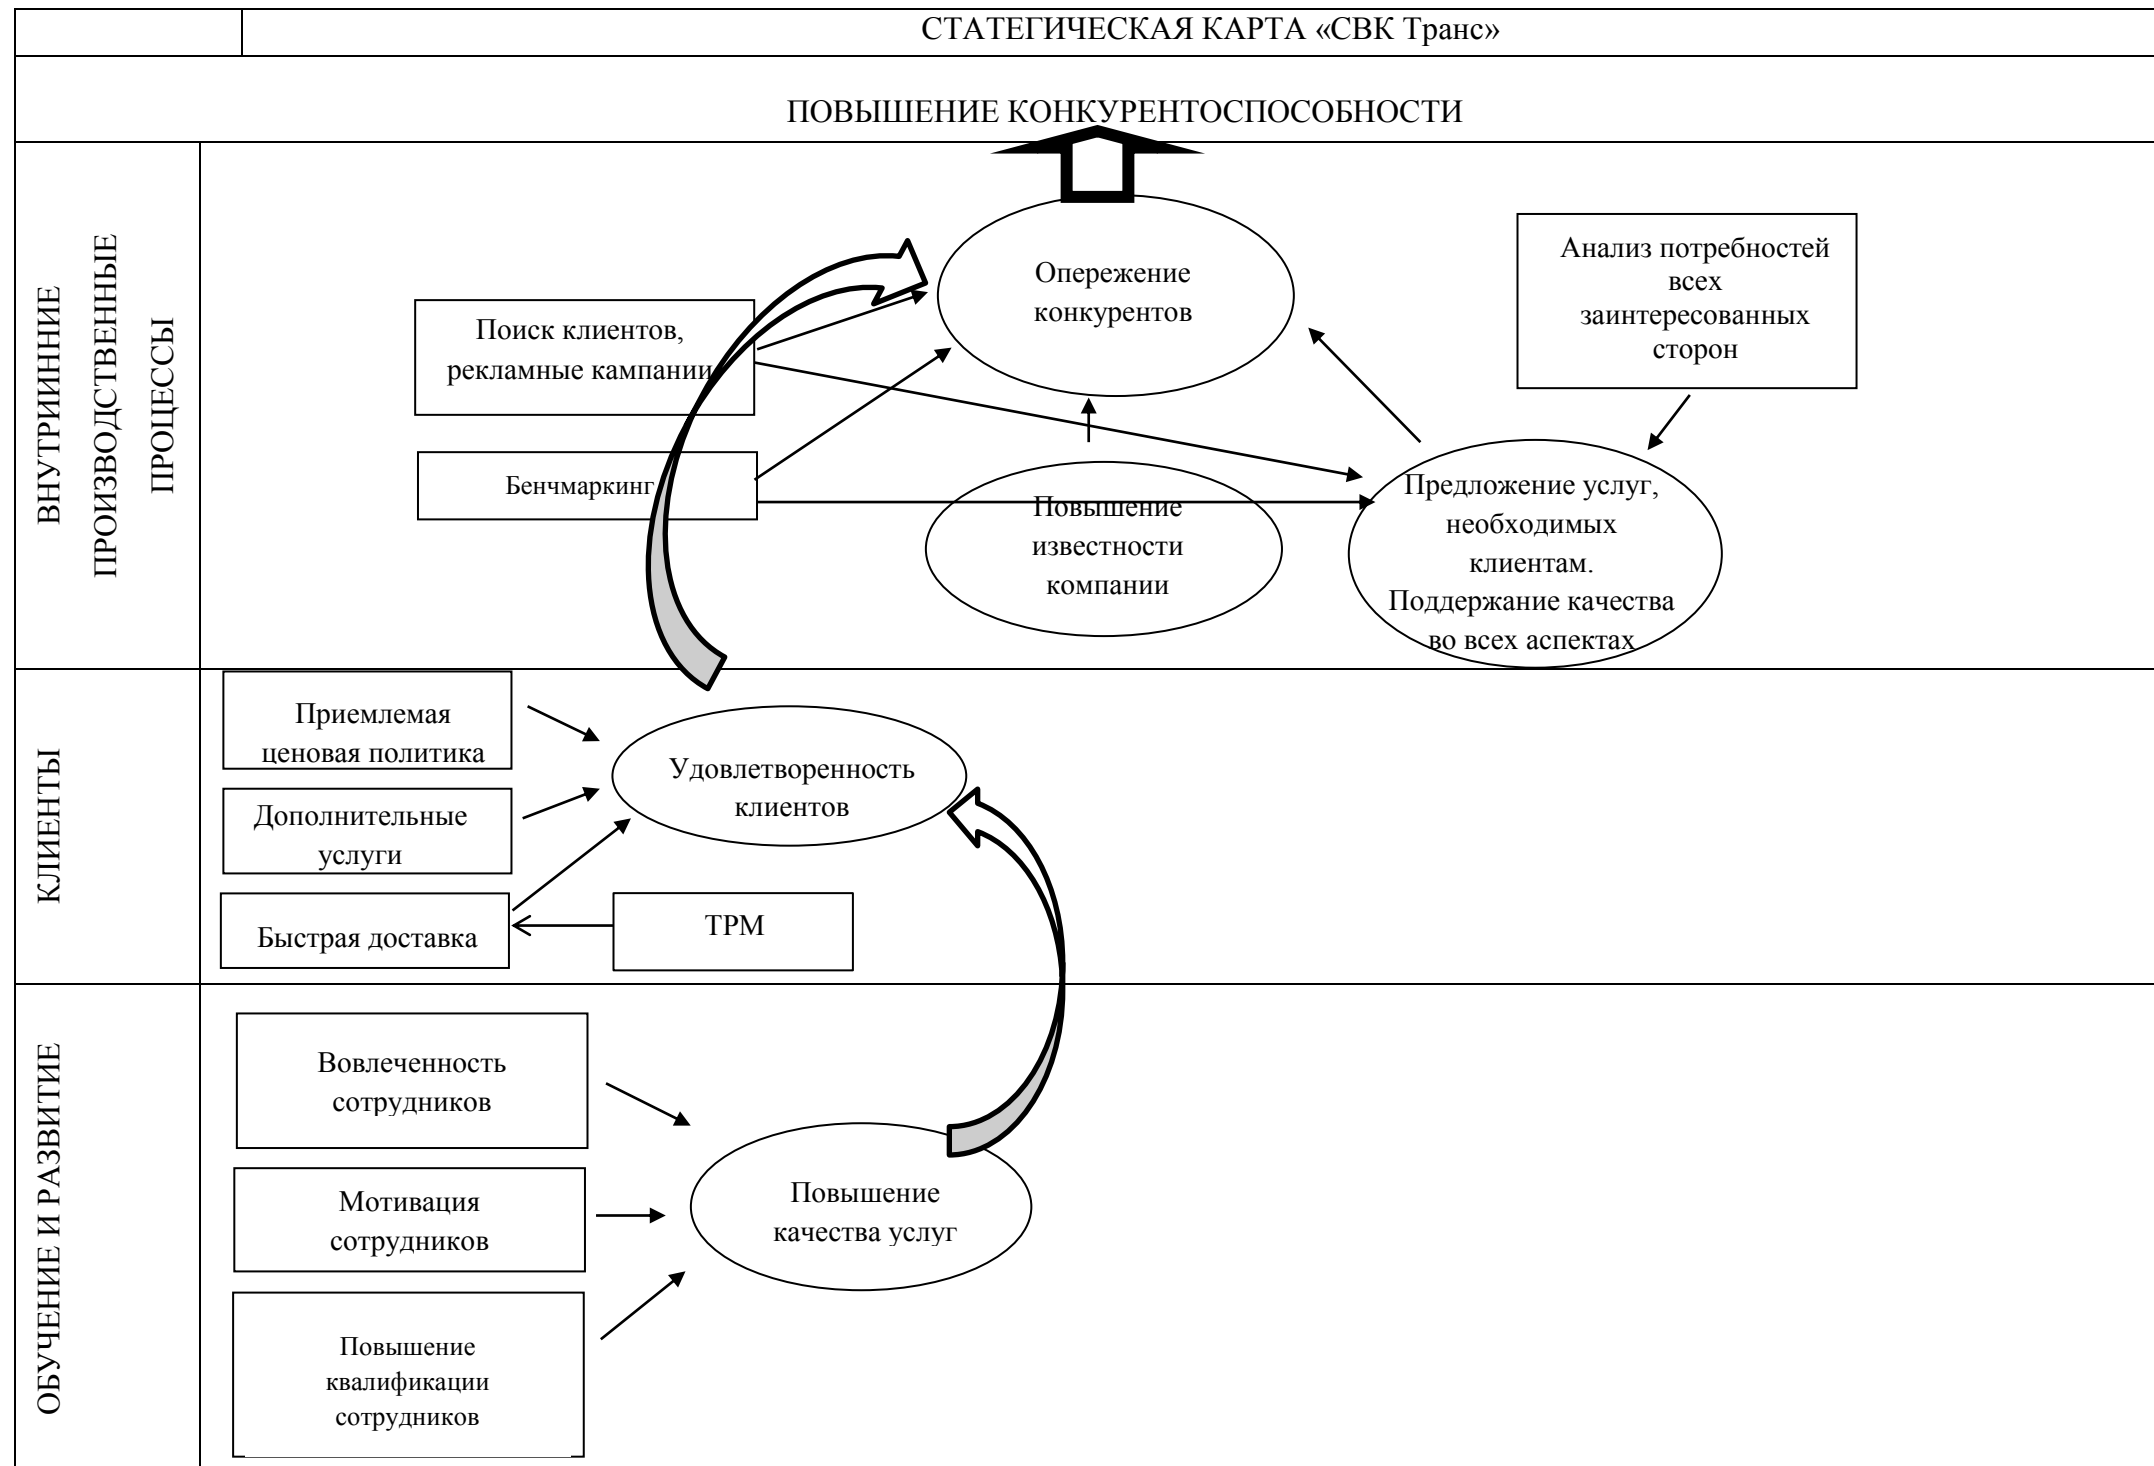 СТАТЕГИЧЕСКАЯ КАРТА «СВК Транс»
ПОВЫШЕНИЕ КОНКУРЕНТОСПОСОБНОСТИ
ВНУТРИИННИЕ
ПРОИЗВОДСТВЕННЫЕ
ПРОЦЕССЫ
Опережение
конкурентов
Анализ потребностей
всех
заинтересованных
сторон
Поиск клиентов,
рекламные кампании
Бенчмаркинг
Повышение
известности
компании
Предложение услуг,
необходимых
клиентам.
Поддержание качества
во всех аспектах
КЛИЕНТЫ
Приемлемая
ценовая политика
Дополнительные
услуги
Быстрая доставка
ТРМ
Удовлетворенность
клиентов
ОБУЧЕНИЕ И РАЗВИТИЕ
Вовлеченность
сотрудников
Мотивация
сотрудников
Повышение
квалификации
сотрудников
Повышение
качества услуг